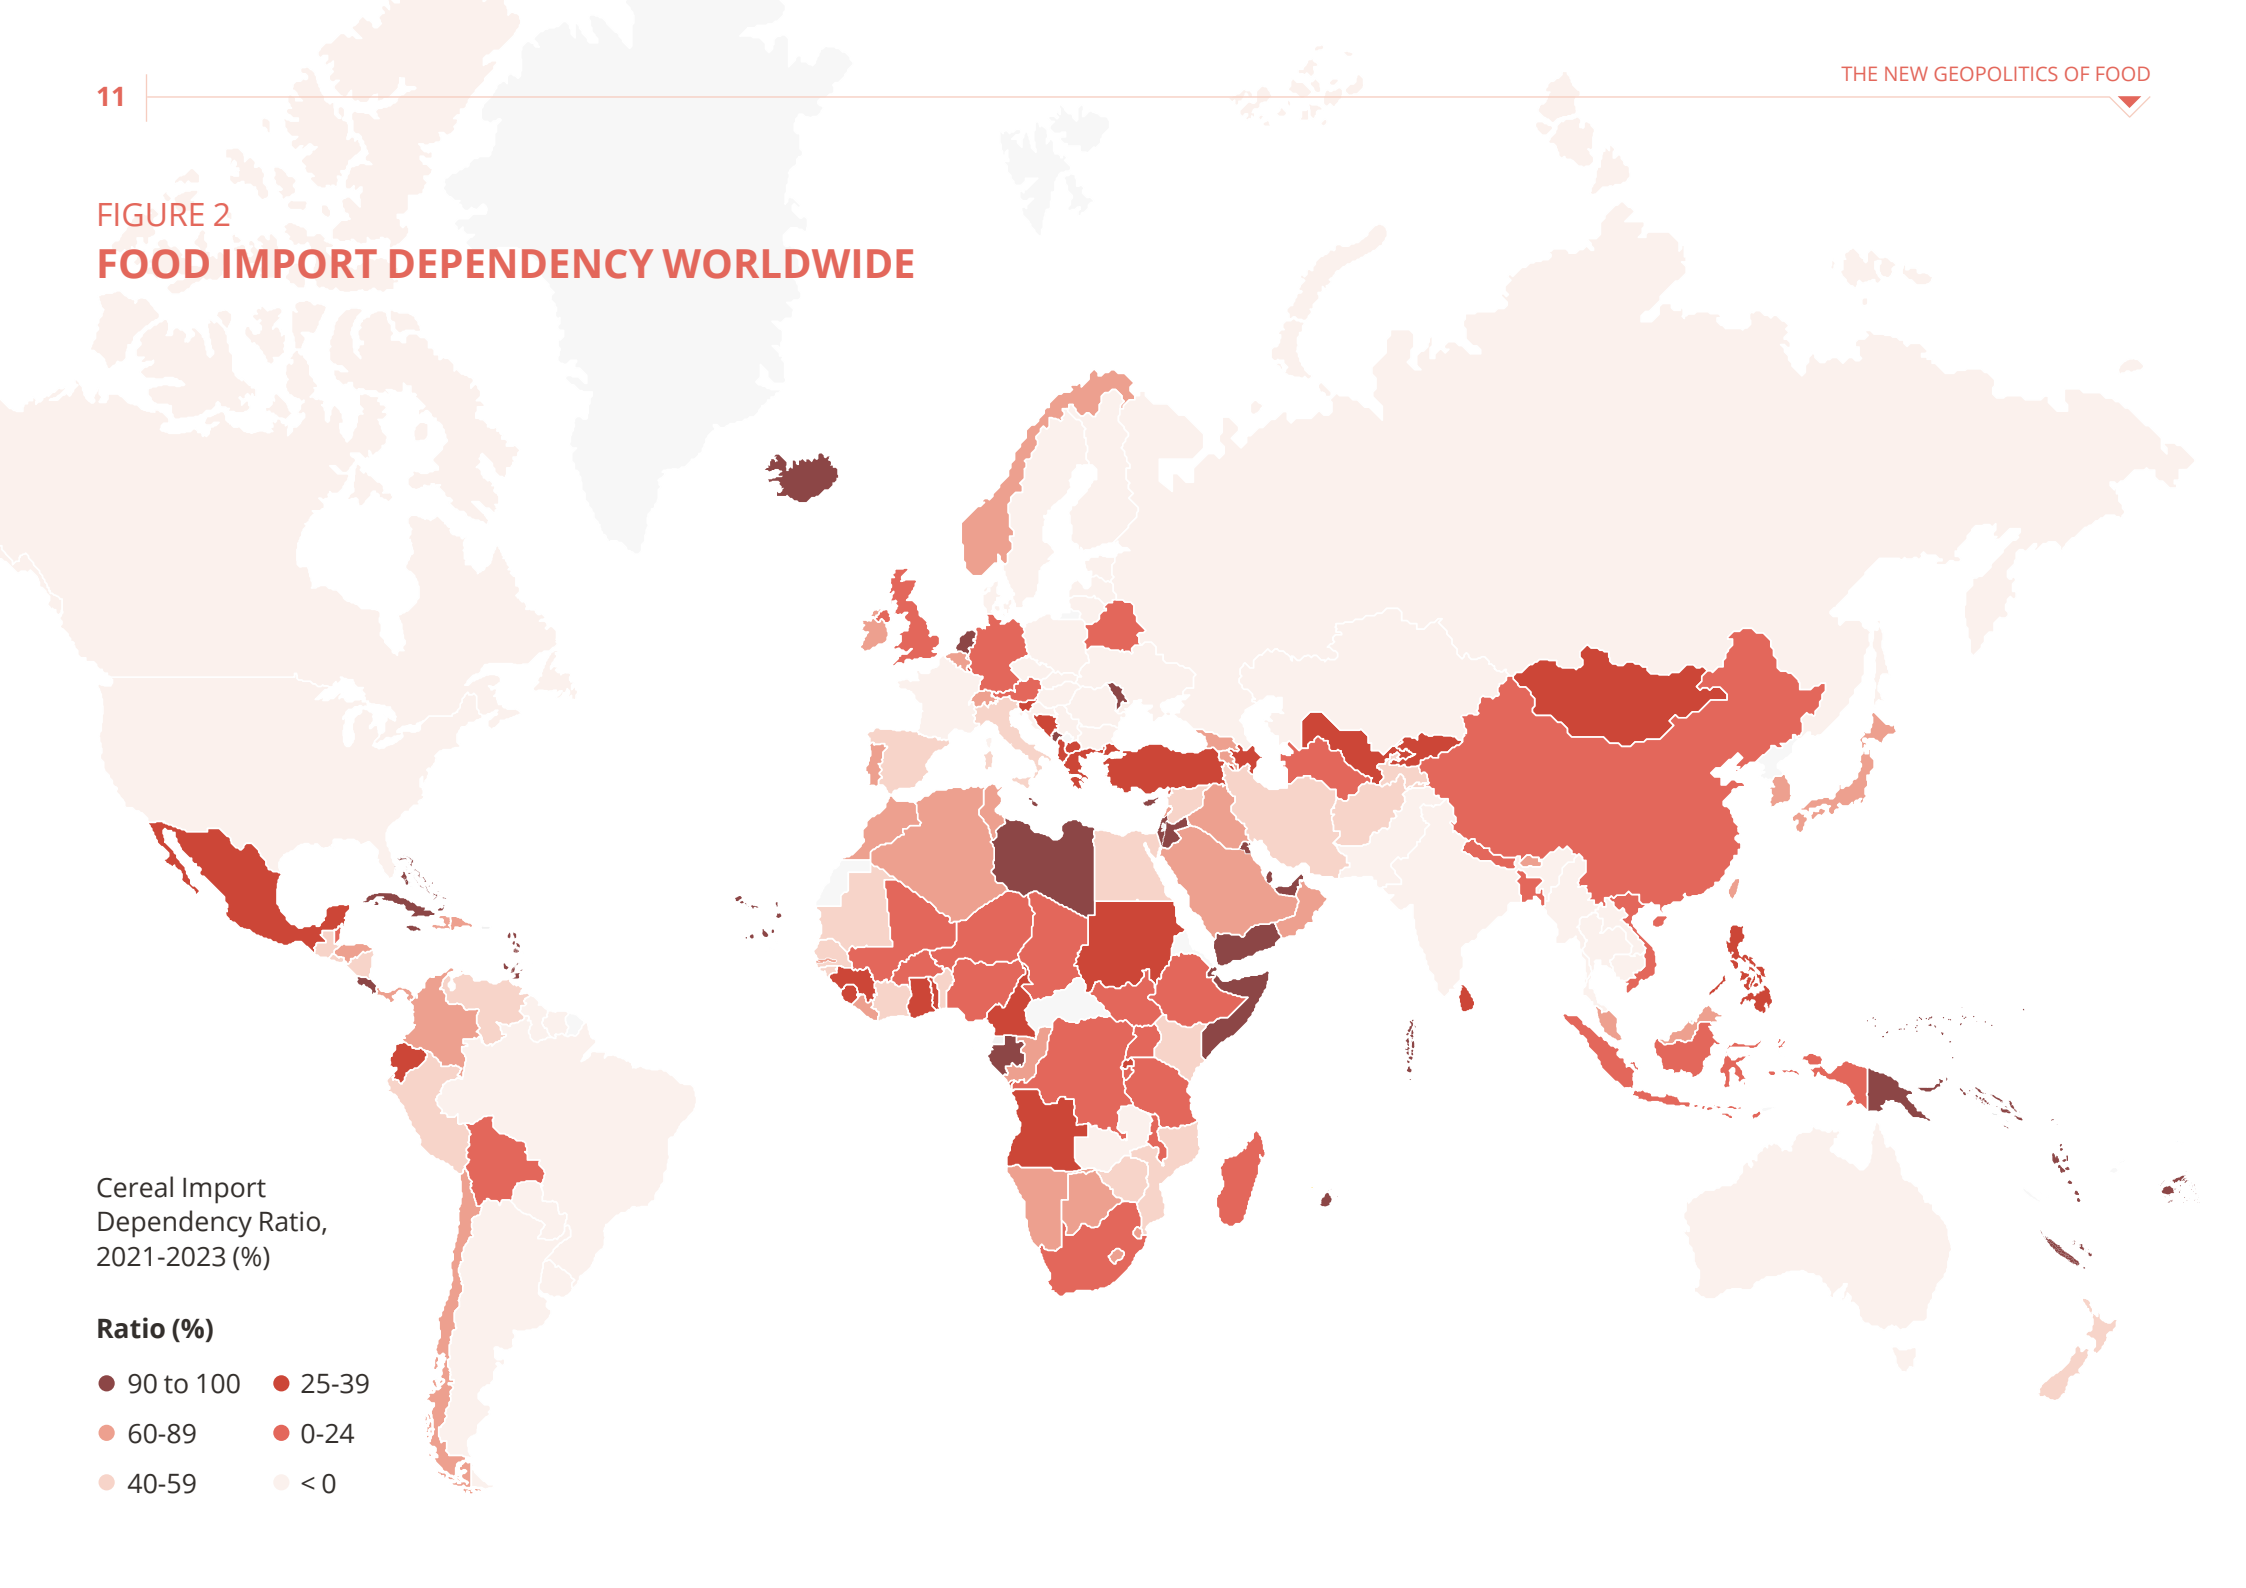 11
THE NEW GEOPOLITICS OF FOOD
FIGURE 2
FOOD IMPORT DEPENDENCY WORLDWIDE
Cereal Import
Dependency Ratio,
2021-2023 (%)
Ratio (%)
90 to 100
25-39
60-89
0-24
40-59
< 0